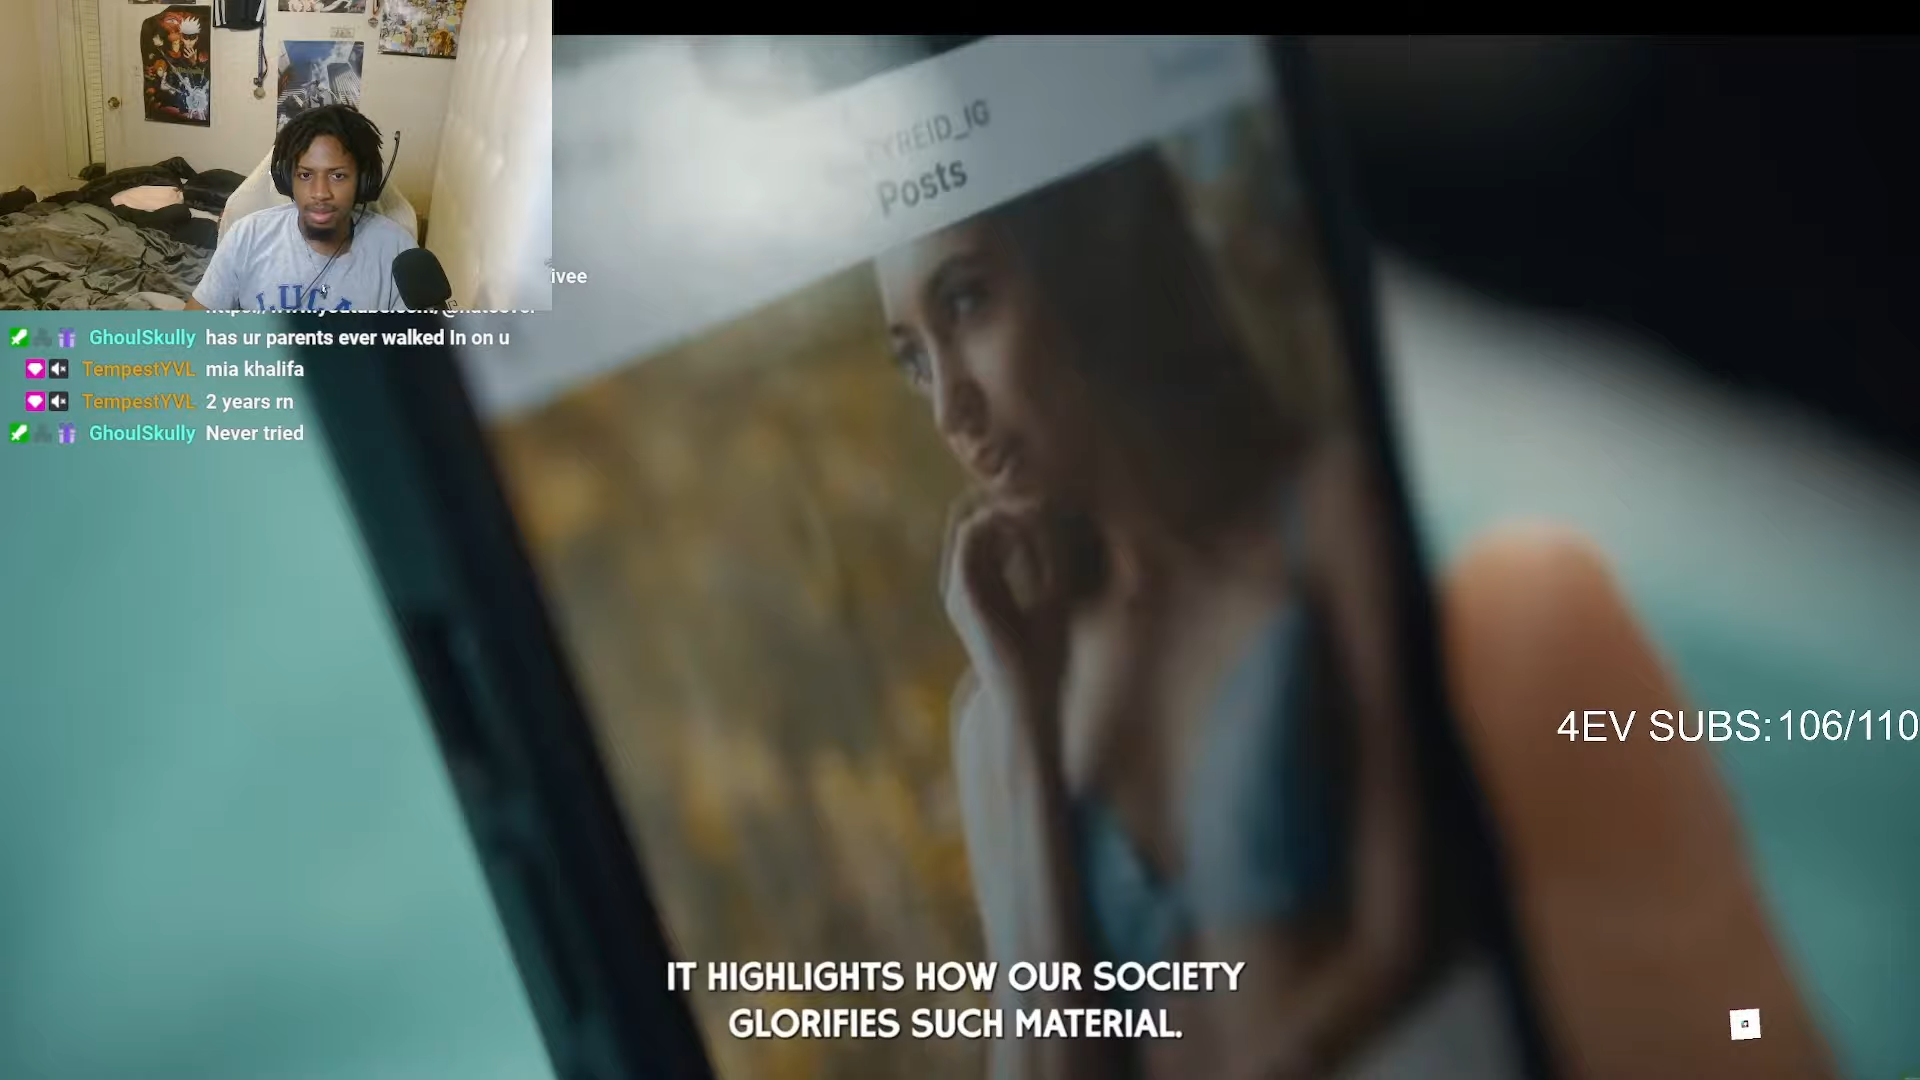 YREID_IG
Posts
ivee
GhoulSkully has ur parents ever walked In on u
TempestYVL mia khalifa
TempestYVL 2 years rn
GhoulSkully Never tried
4EV SUBS: 106/110
IT HIGHLIGHTS HOW OUR SOCIETY
GLORIFIES SUCH MATERIAL.